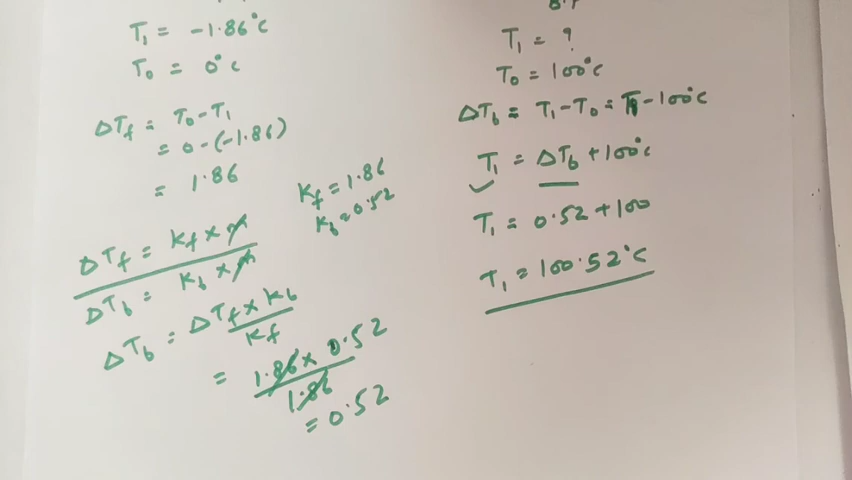 T₁ = -1.86°C
T₀ = 0°C
ΔTf = T₀-T₁
= 0-(-1.86)
= 1.86
Kf = 1.86
Kb = 0.52
ΔTf = Kf × m
ΔTb = Kb × m
ΔTb = ΔTf × Kb
Kf
= 1.86 × 0.52
1.86
= 0.52
B.P
T₁ = ?
T₀ = 100°C
ΔTb = T₁-T₀ = T₁-100°C
T₁ = ΔTb + 100°C
T₁ = 0.52 + 100
T₁ = 100.52°C